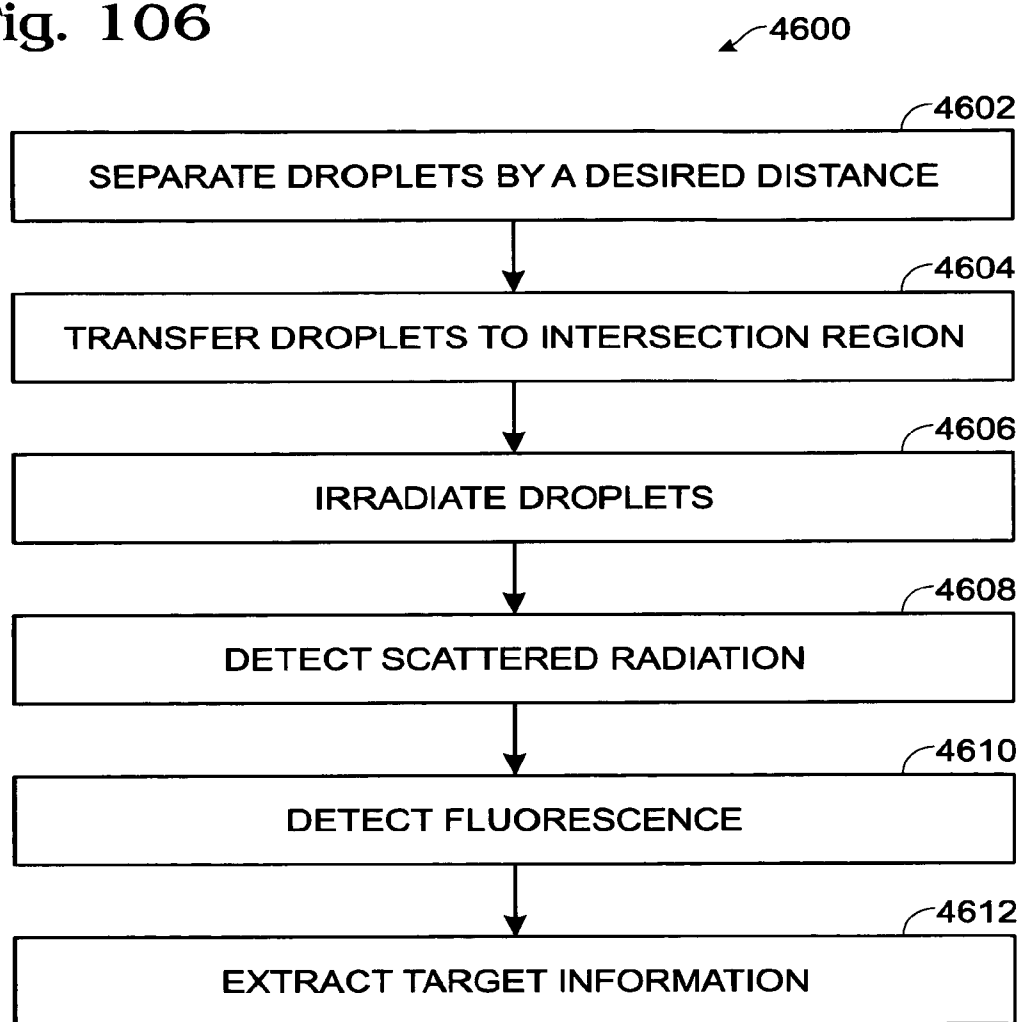 Fig. 106
4600
4602
SEPARATE DROPLETS BY A DESIRED DISTANCE
4604
TRANSFER DROPLETS TO INTERSECTION REGION
4606
IRRADIATE DROPLETS
4608
DETECT SCATTERED RADIATION
4610
DETECT FLUORESCENCE
4612
EXTRACT TARGET INFORMATION